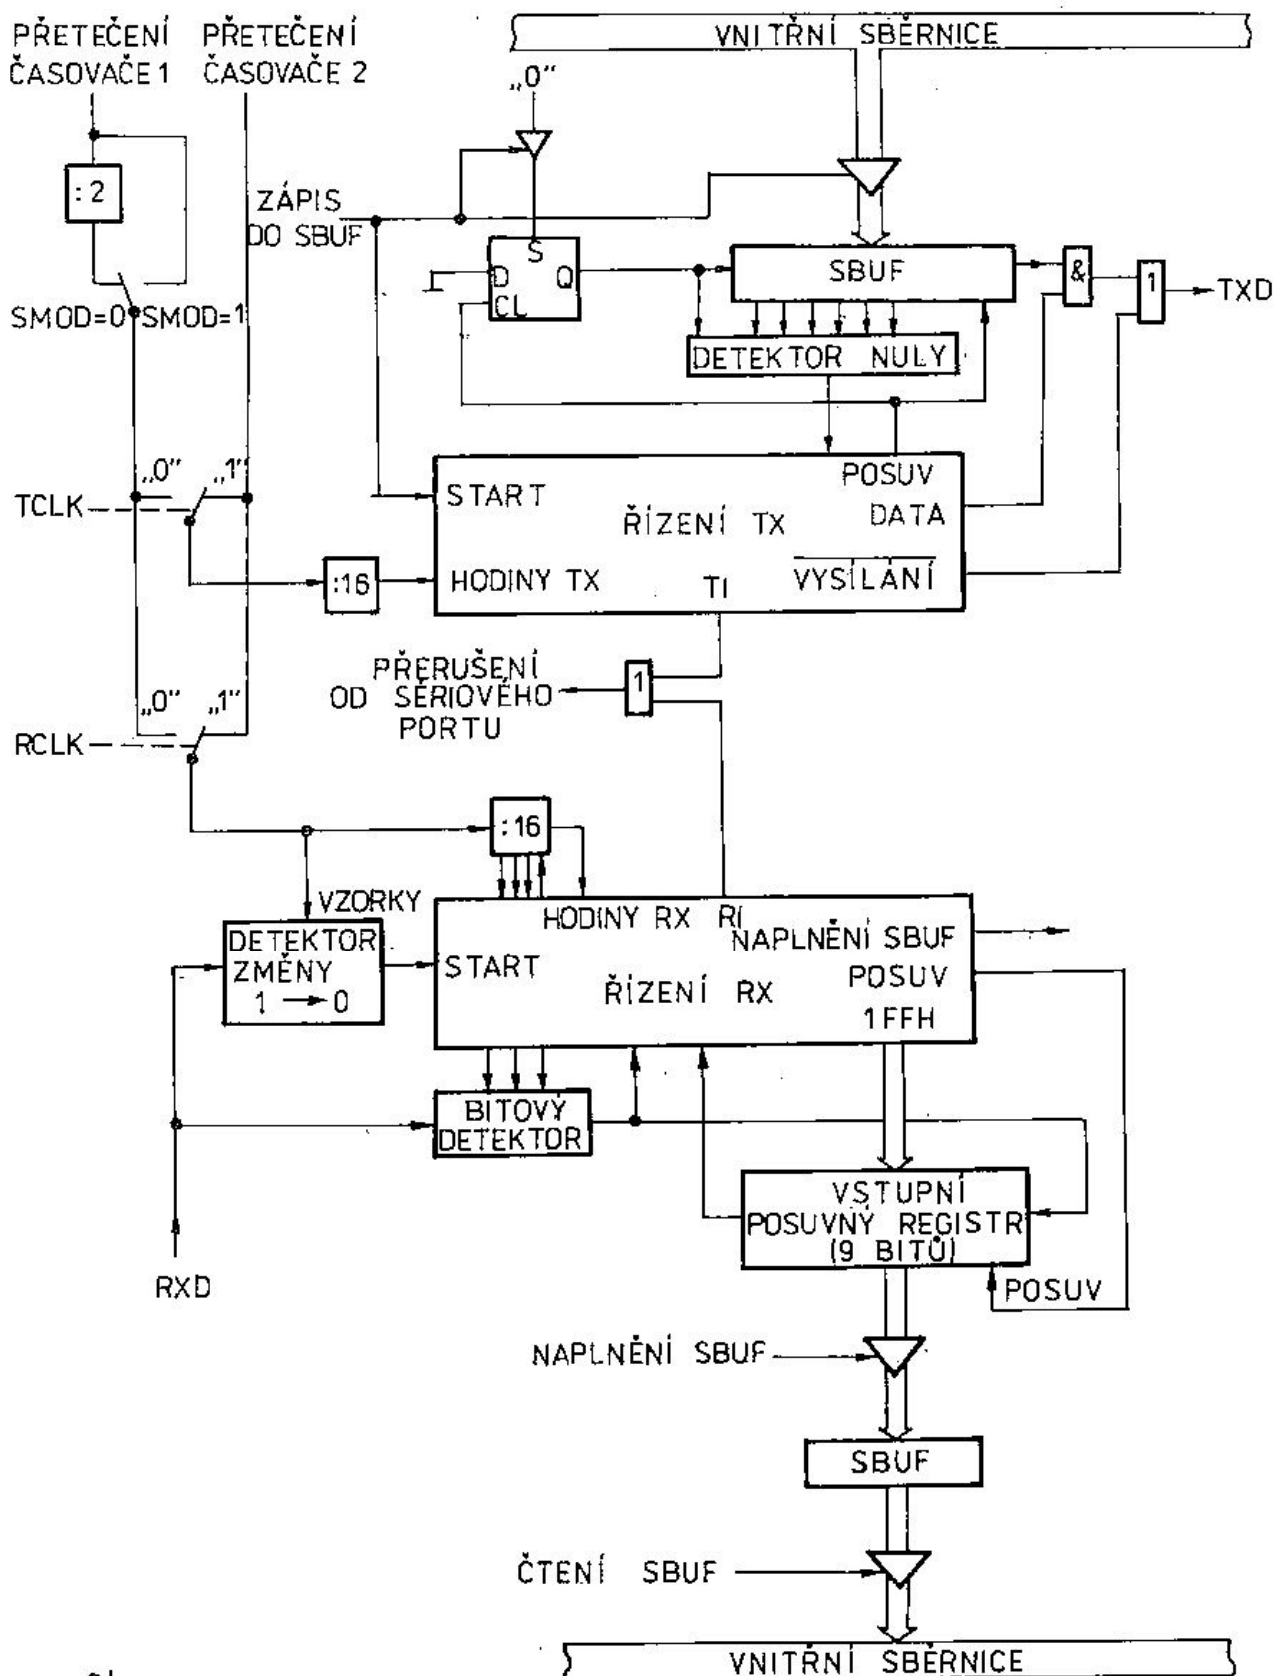 PŘETEČENÍ
ČASOVAČE 1
PŘETEČENÍ
ČASOVAČE 2
VNITŘNÍ SBĚRNICE
„0"
:2
ZÁPIS
DO SBUF
S
D
Q
CL
SBUF
&
1
TXD
SMOD=0
SMOD=1
DETEKTOR NULY
„0"
„1"
TCLK
START
POSUV
DATA
ŘÍZENÍ TX
:16
HODINY TX
TI
VYSÍLÁNÍ
PŘERUŠENÍ
OD SÉRIOVÉHO
PORTU
1
„0"
„1"
RCLK
:16
VZORKY
DETEKTOR
ZMĚNY
1 → 0
HODINY RX
RI
NAPLNĚNÍ SBUF
START
POSUV
ŘÍZENÍ RX
1FFH
BITOVÝ
DETEKTOR
VSTUPNÍ
POSUVNÝ REGISTR
(9 BITŮ)
RXD
POSUV
NAPLNĚNÍ SBUF
SBUF
ČTENÍ SBUF
VNITŘNÍ SBĚRNICE